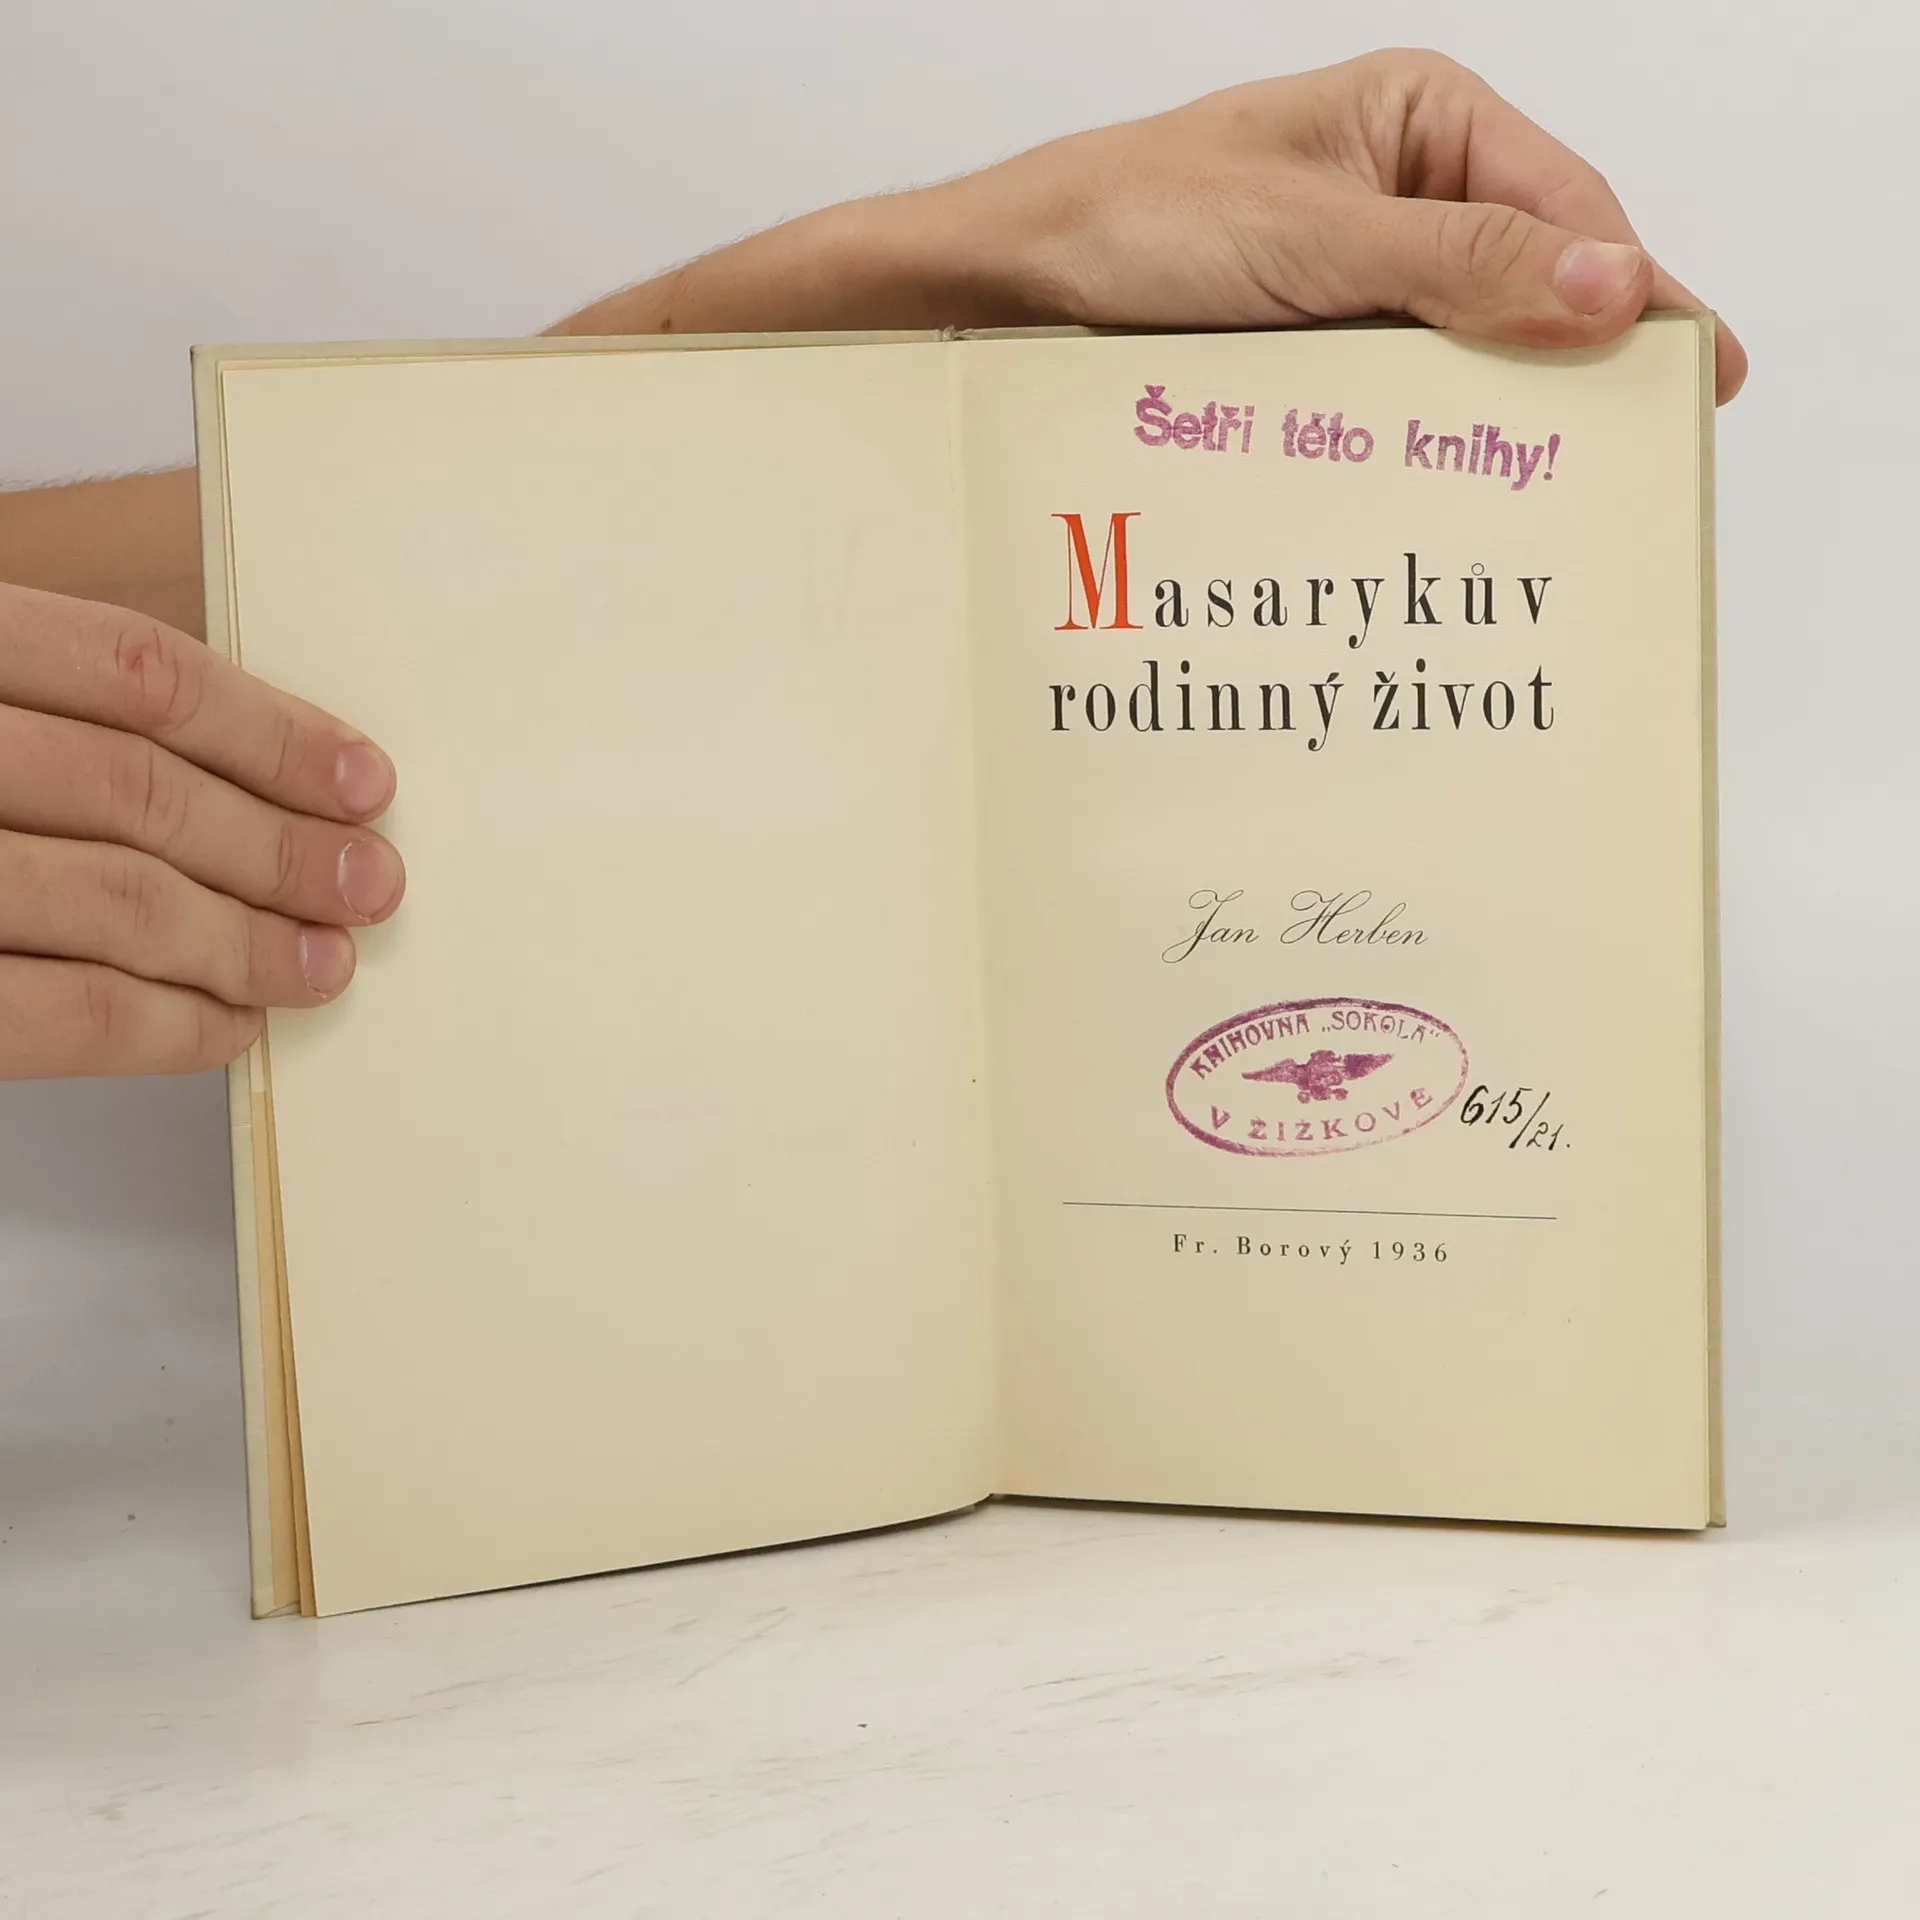 Šetři této knihy!
Masarykův
rodinný život
Jan Herben
KNIHOVNA „SOKOLA“
V ŽIŽKOVĚ
615/21.
Fr. Borový 1936